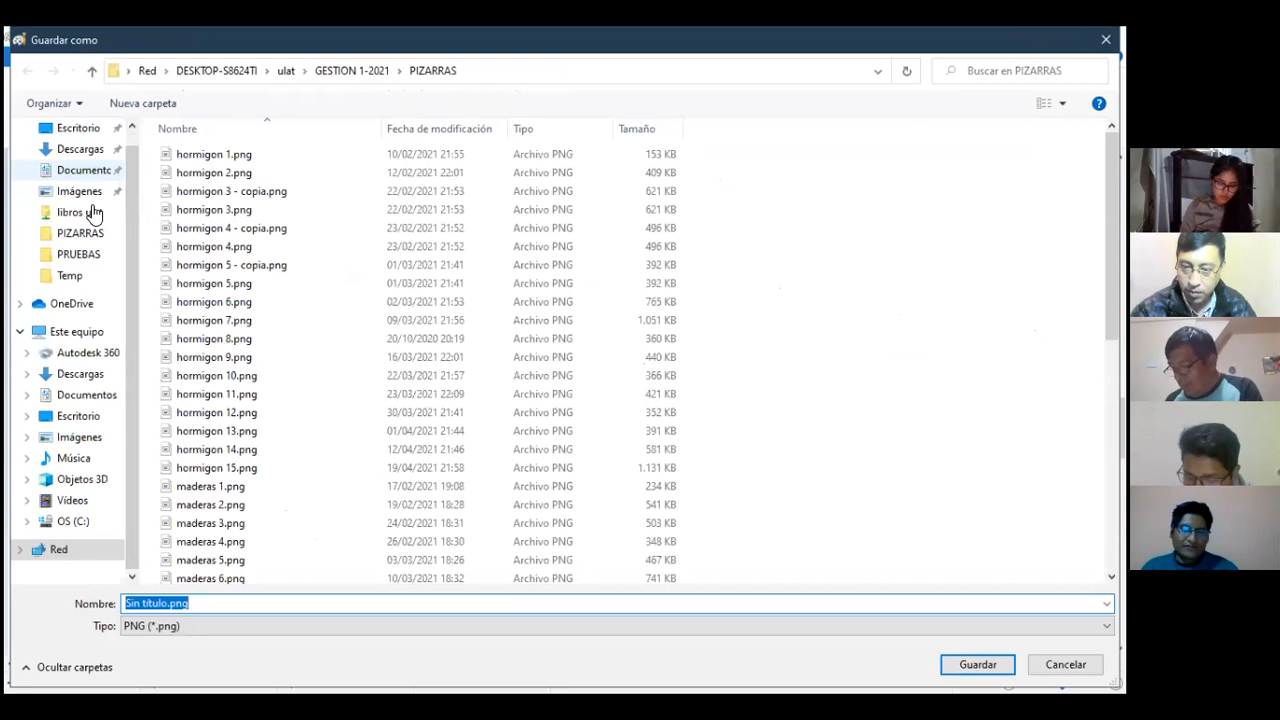 Guardar como
Red > DESKTOP-S8624TI > ulat > GESTION 1-2021 > PIZARRAS
Buscar en PIZARRAS
Organizar
Nueva carpeta
Escritorio
Descargas
Documento
Imágenes
libros
PIZARRAS
PRUEBAS
Temp
OneDrive
Este equipo
Autodesk 360
Descargas
Documentos
Escritorio
Imágenes
Música
Objetos 3D
Vídeos
OS (C:)
Red
Nombre Fecha de modificación Tipo Tamaño
hormigon 1.png 10/02/2021 21:55 Archivo PNG 153 KB
hormigon 2.png 12/02/2021 22:01 Archivo PNG 409 KB
hormigon 3 - copia.png 22/02/2021 21:53 Archivo PNG 621 KB
hormigon 3.png 22/02/2021 21:53 Archivo PNG 621 KB
hormigon 4 - copia.png 23/02/2021 21:52 Archivo PNG 496 KB
hormigon 4.png 23/02/2021 21:52 Archivo PNG 496 KB
hormigon 5 - copia.png 01/03/2021 21:41 Archivo PNG 392 KB
hormigon 5.png 01/03/2021 21:41 Archivo PNG 392 KB
hormigon 6.png 02/03/2021 21:53 Archivo PNG 765 KB
hormigon 7.png 09/03/2021 21:56 Archivo PNG 1.051 KB
hormigon 8.png 20/10/2020 20:19 Archivo PNG 360 KB
hormigon 9.png 16/03/2021 22:01 Archivo PNG 440 KB
hormigon 10.png 22/03/2021 21:57 Archivo PNG 366 KB
hormigon 11.png 23/03/2021 22:09 Archivo PNG 421 KB
hormigon 12.png 30/03/2021 21:41 Archivo PNG 352 KB
hormigon 13.png 01/04/2021 21:44 Archivo PNG 391 KB
hormigon 14.png 12/04/2021 21:46 Archivo PNG 581 KB
hormigon 15.png 19/04/2021 21:58 Archivo PNG 1.131 KB
maderas 1.png 17/02/2021 19:08 Archivo PNG 234 KB
maderas 2.png 19/02/2021 18:28 Archivo PNG 541 KB
maderas 3.png 24/02/2021 18:31 Archivo PNG 503 KB
maderas 4.png 26/02/2021 18:30 Archivo PNG 348 KB
maderas 5.png 03/03/2021 18:26 Archivo PNG 467 KB
maderas 6.png 10/03/2021 18:32 Archivo PNG 741 KB
Nombre: Sin título.png
Tipo: PNG (*.png)
Ocultar carpetas
Guardar
Cancelar